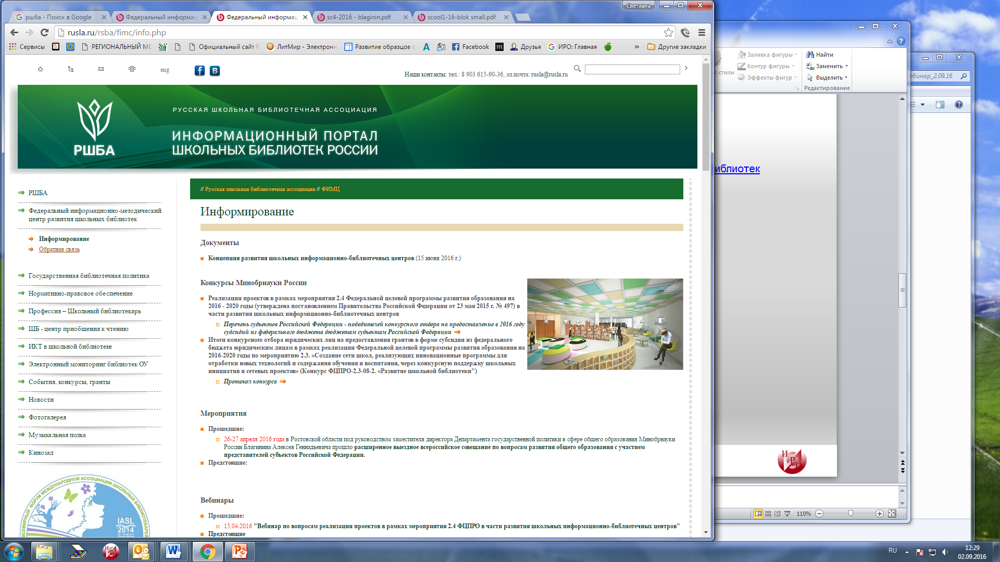 Светлана
ршба - Поиск в Google
Федеральный информац
Федеральный информац
sc4-2016 - blaginin.pdf
scool1-16-blok small.pdf
rusla.ru/rsba/fimc/info.php
Сервисы
РЕГИОНАЛЬНЫЙ МЕ
Официальный сайт Р
ЛитМир - Электронн
Развитие образцов с
Facebook
Друзья
ИРО: Главная
»
Другие закладки
eng
Наши контакты: тел.: 8 903 615-90-36, эл.почта: rusla@rusla.ru
РУССКАЯ ШКОЛЬНАЯ БИБЛИОТЕЧНАЯ АССОЦИАЦИЯ
ИНФОРМАЦИОННЫЙ ПОРТАЛ
ШКОЛЬНЫХ БИБЛИОТЕК РОССИИ
РШБА
РШБА
Федеральный информационно-методический
центр развития школьных библиотек
Информирование
Обратная связь
Государственная библиотечная политика
Нормативно-правовое обеспечение
Профессия – Школьный библиотекарь
ШБ - центр приобщения к чтению
ИКТ в школьной библиотеке
Электронный мониторинг библиотек ОУ
События, конкурсы, гранты
Новости
Фотогалерея
Музыкальная полка
Кинозал
ВСЕМИРНЫЙ ФОРУМ МЕЖДУНАРОДНОЙ АССОЦИАЦИИ ШКОЛЬНЫХ БИБЛИОТЕКАРЕЙ
IASL
2014
// Русская школьная библиотечная ассоциация // ФИМЦ
Информирование
Документы
Концепция развития школьных информационно-библиотечных центров (15 июня 2016 г.)
Конкурсы Минобрнауки России
Реализации проектов в рамках мероприятия 2.4 Федеральной целевой программы развития образования на
2016 - 2020 годы (утверждена постановлением Правительства Российской Федерации от 23 мая 2015 г. № 497) в
части развития школьных информационно-библиотечных центров
Перечень субъектов Российской Федерации - победителей конкурсного отбора на предоставление в 2016 году
субсидий из федерального бюджета бюджетам субъектам Российской Федерации
Итоги конкурсного отбора юридических лиц на предоставления грантов в форме субсидии из федерального
бюджета юридическим лицам в рамках реализации Федеральной целевой программы развития образования на
2016-2020 годы по мероприятию 2.3. «Создание сети школ, реализующих инновационные программы для
отработки новых технологий и содержания обучения и воспитания, через конкурсную поддержку школьных
инициатив и сетевых проектов» (Конкурс ФЦПРО-2.3-08-2. «Развитие школьной библиотеки")
Протокол конкурса
Мероприятия
Прошедшие:
26-27 апреля 2016 года в Ростовской области под руководством заместителя директора Департамента государственной политики в сфере общего образования Минобрнауки
России Благинина Алексея Геннадьевича прошло расширенное выездное всероссийское совещание по вопросам развития общего образования с участием
представителей субъектов Российской Федерации.
Предстоящие:
Вебинары
Прошедшие:
15.04.2016 "Вебинар по вопросам реализации проектов в рамках мероприятия 2.4 ФЦПРО в части развития школьных информационно-библиотечных центров"
Предстоящие
с-стили
Заливка фигуры
Контур фигуры
Эффекты фигур
Найти
Заменить
Выделить
Редактирование
ебинар_2.09.16
иблиотек
ИРО
110%
RU
12:29
02.09.2016